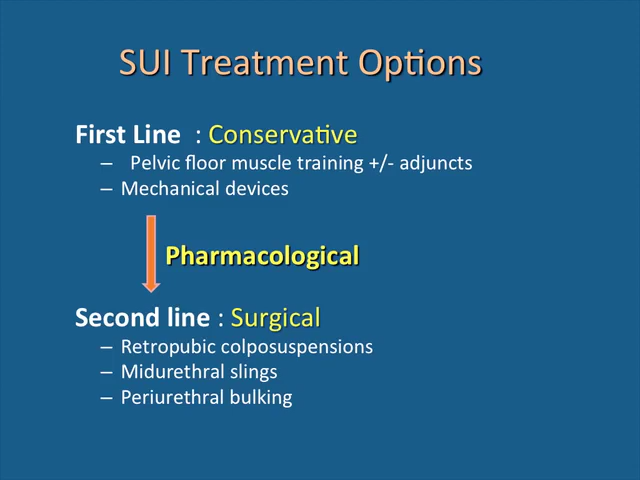 SUI Treatment Options
First Line : Conservative
– Pelvic floor muscle training +/- adjuncts
– Mechanical devices
Pharmacological
Second line : Surgical
– Retropubic colposuspensions
– Midurethral slings
– Periurethral bulking